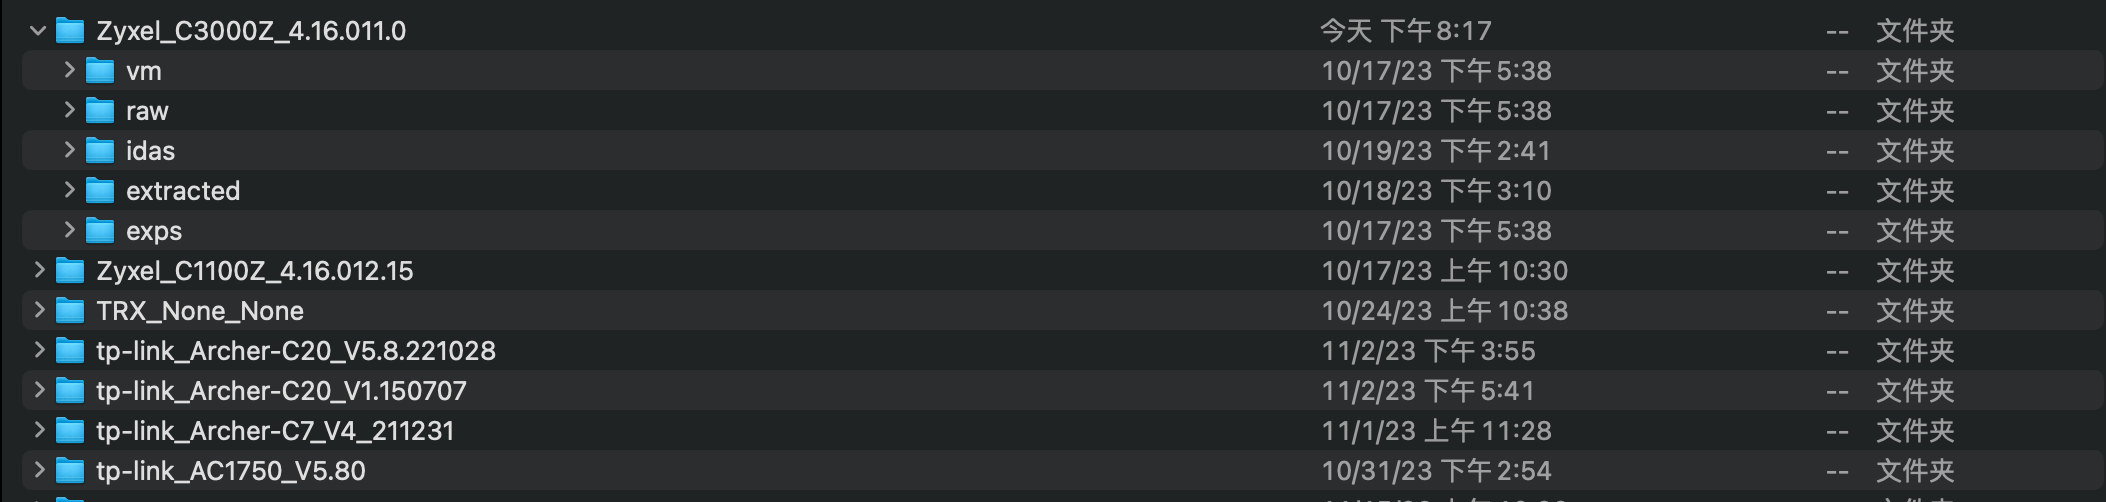 Zyxel_C3000Z_4.16.011.0 今天 下午8:17 -- 文件夹
vm 10/17/23 下午5:38 -- 文件夹
raw 10/17/23 下午5:38 -- 文件夹
idas 10/19/23 下午2:41 -- 文件夹
extracted 10/18/23 下午3:10 -- 文件夹
exps 10/17/23 下午5:38 -- 文件夹
Zyxel_C1100Z_4.16.012.15 10/17/23 上午10:30 -- 文件夹
TRX_None_None 10/24/23 上午10:38 -- 文件夹
tp-link_Archer-C20_V5.8.221028 11/2/23 下午3:55 -- 文件夹
tp-link_Archer-C20_V1.150707 11/2/23 下午5:41 -- 文件夹
tp-link_Archer-C7_V4_211231 11/1/23 上午11:28 -- 文件夹
tp-link_AC1750_V5.80 10/31/23 下午2:54 -- 文件夹